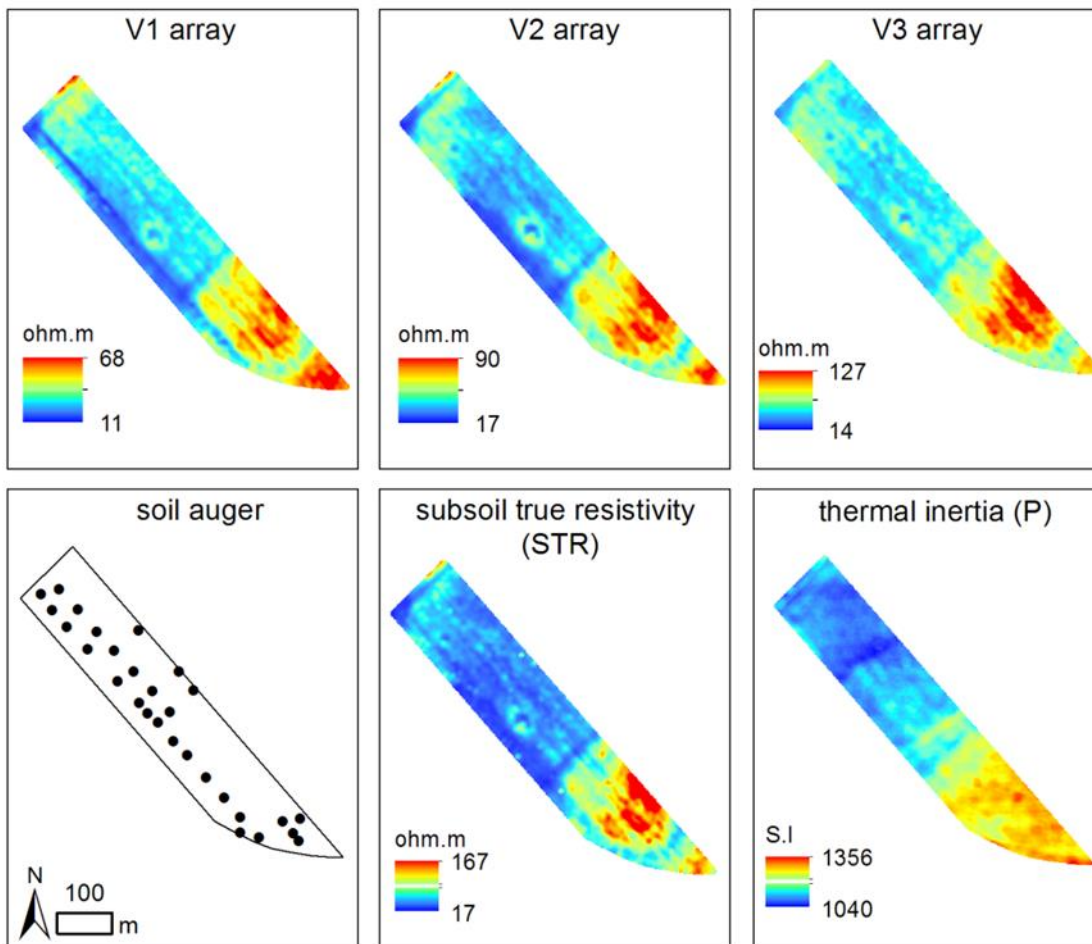 V1 array
ohm.m
68
11
V2 array
ohm.m
90
17
V3 array
ohm.m
127
14
soil auger
N
100
m
subsoil true resistivity
(STR)
ohm.m
167
17
thermal inertia (P)
S.I
1356
1040